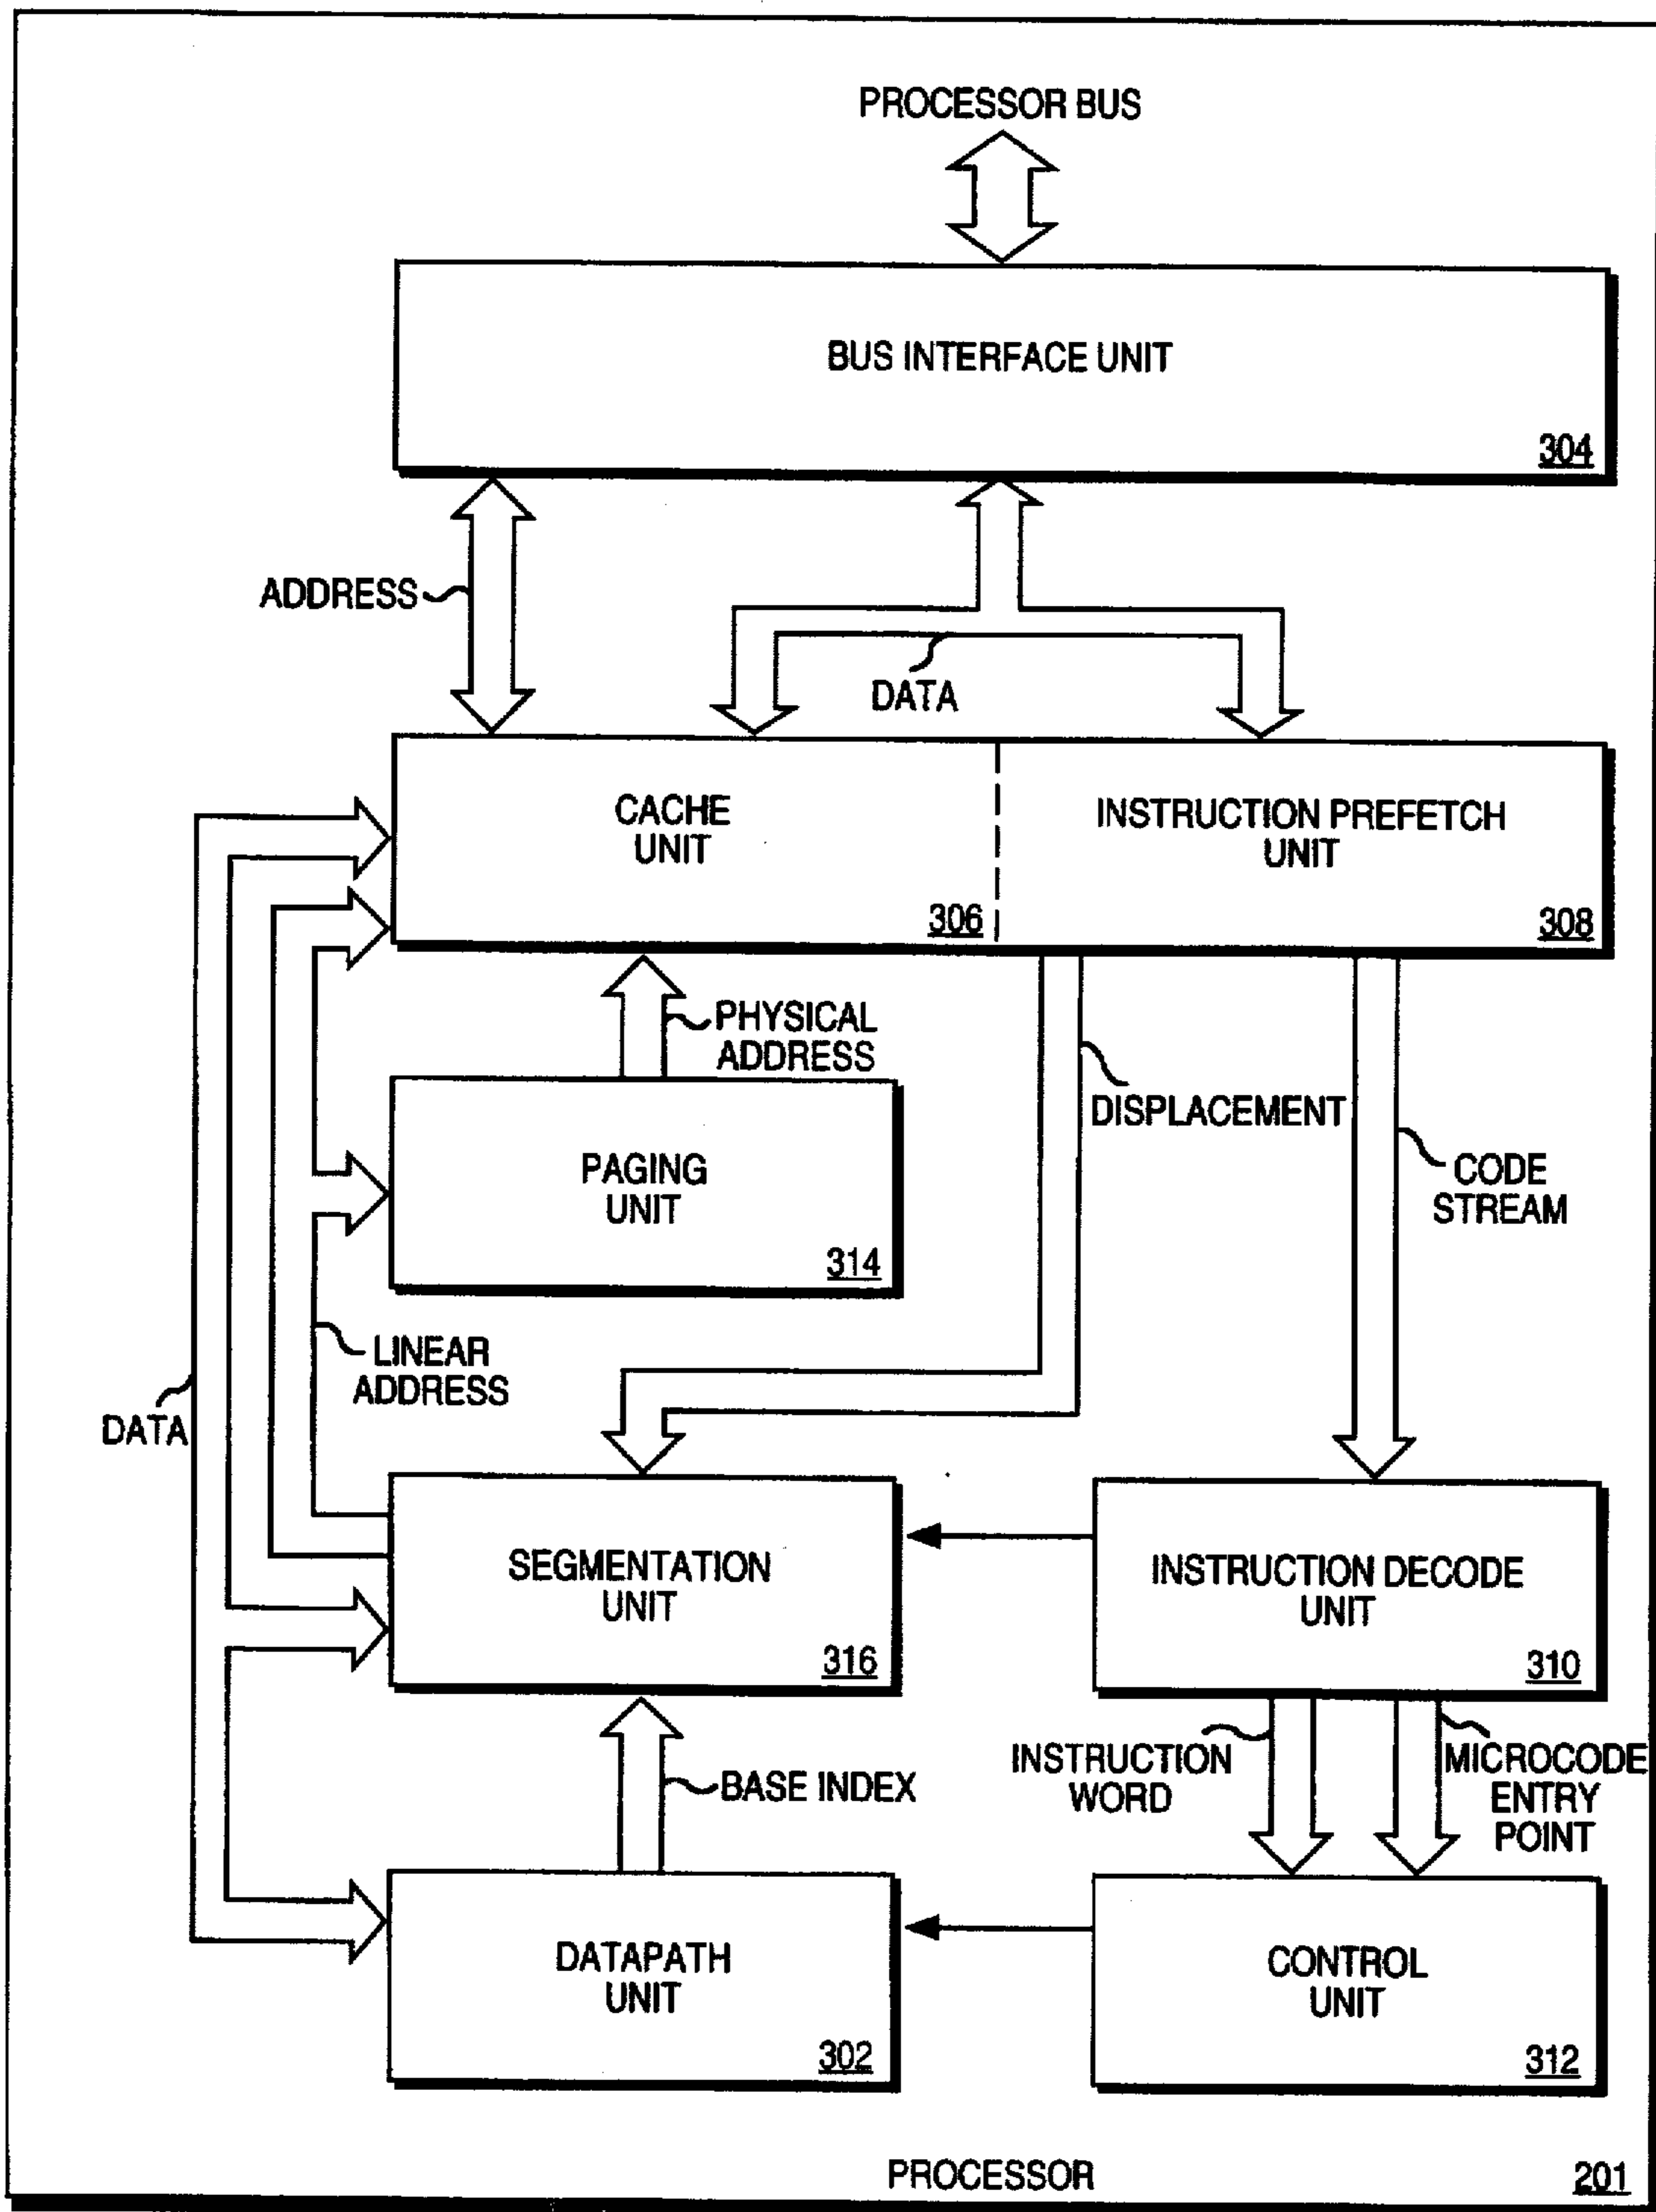 PROCESSOR BUS
BUS INTERFACE UNIT
304
ADDRESS
DATA
CACHE
UNIT
306
INSTRUCTION PREFETCH
UNIT
308
PHYSICAL
ADDRESS
DISPLACEMENT
CODE
STREAM
PAGING
UNIT
314
LINEAR
ADDRESS
DATA
SEGMENTATION
UNIT
316
INSTRUCTION DECODE
UNIT
310
BASE INDEX
INSTRUCTION
WORD
MICROCODE
ENTRY
POINT
DATAPATH
UNIT
302
CONTROL
UNIT
312
PROCESSOR
201